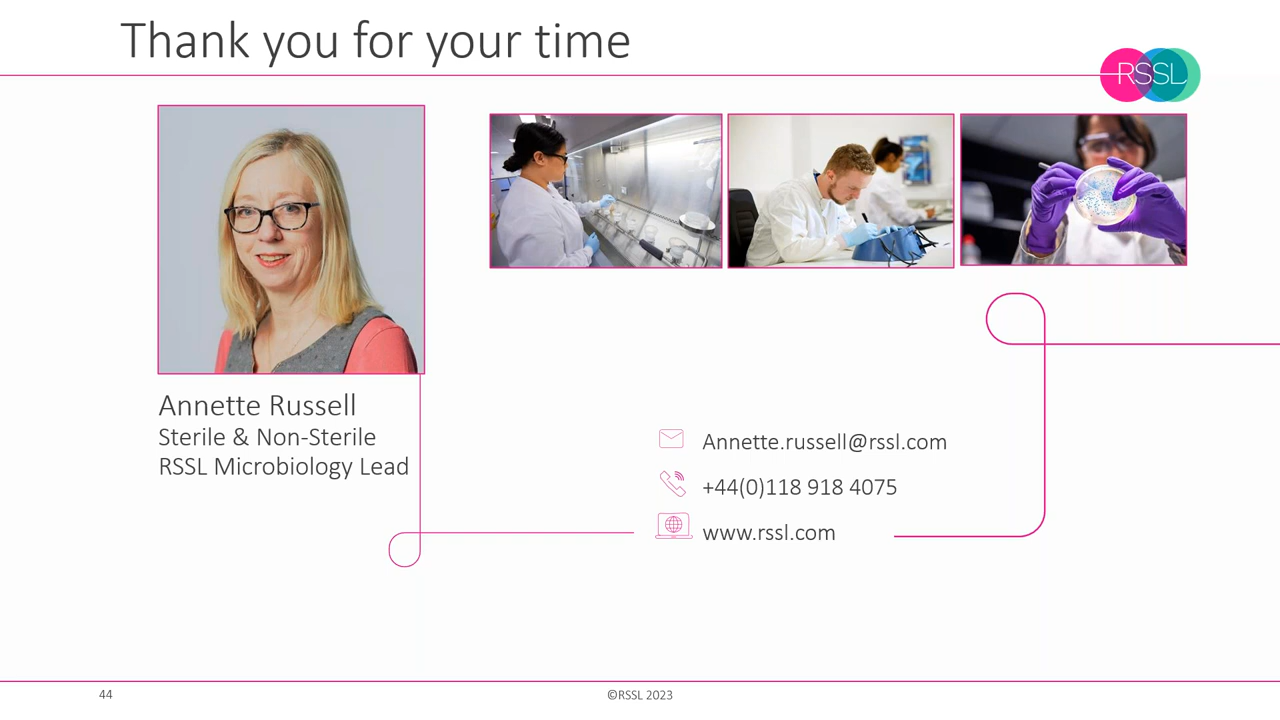 Thank you for your time
RSSL
Annette Russell
Sterile & Non-Sterile
RSSL Microbiology Lead
Annette.russell@rssl.com
+44(0)118 918 4075
www.rssl.com
44
©RSSL 2023